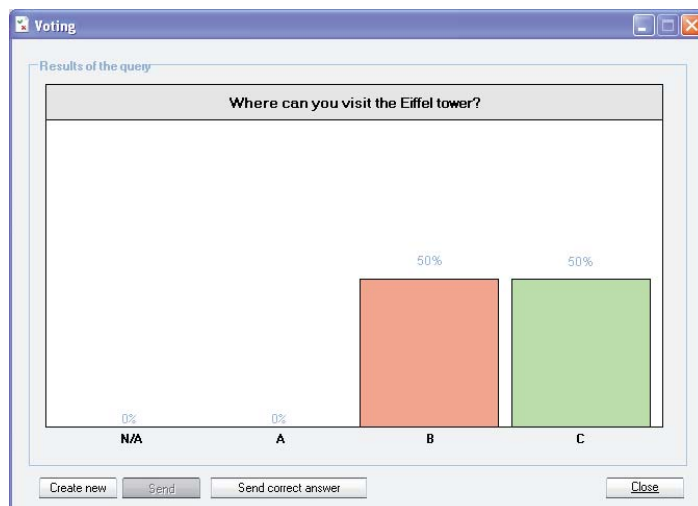 Voting
Results of the query
Where can you visit the Eiffel tower?
50% 50%
0% 0%
N/A A B C
Create new Send Send correct answer Close